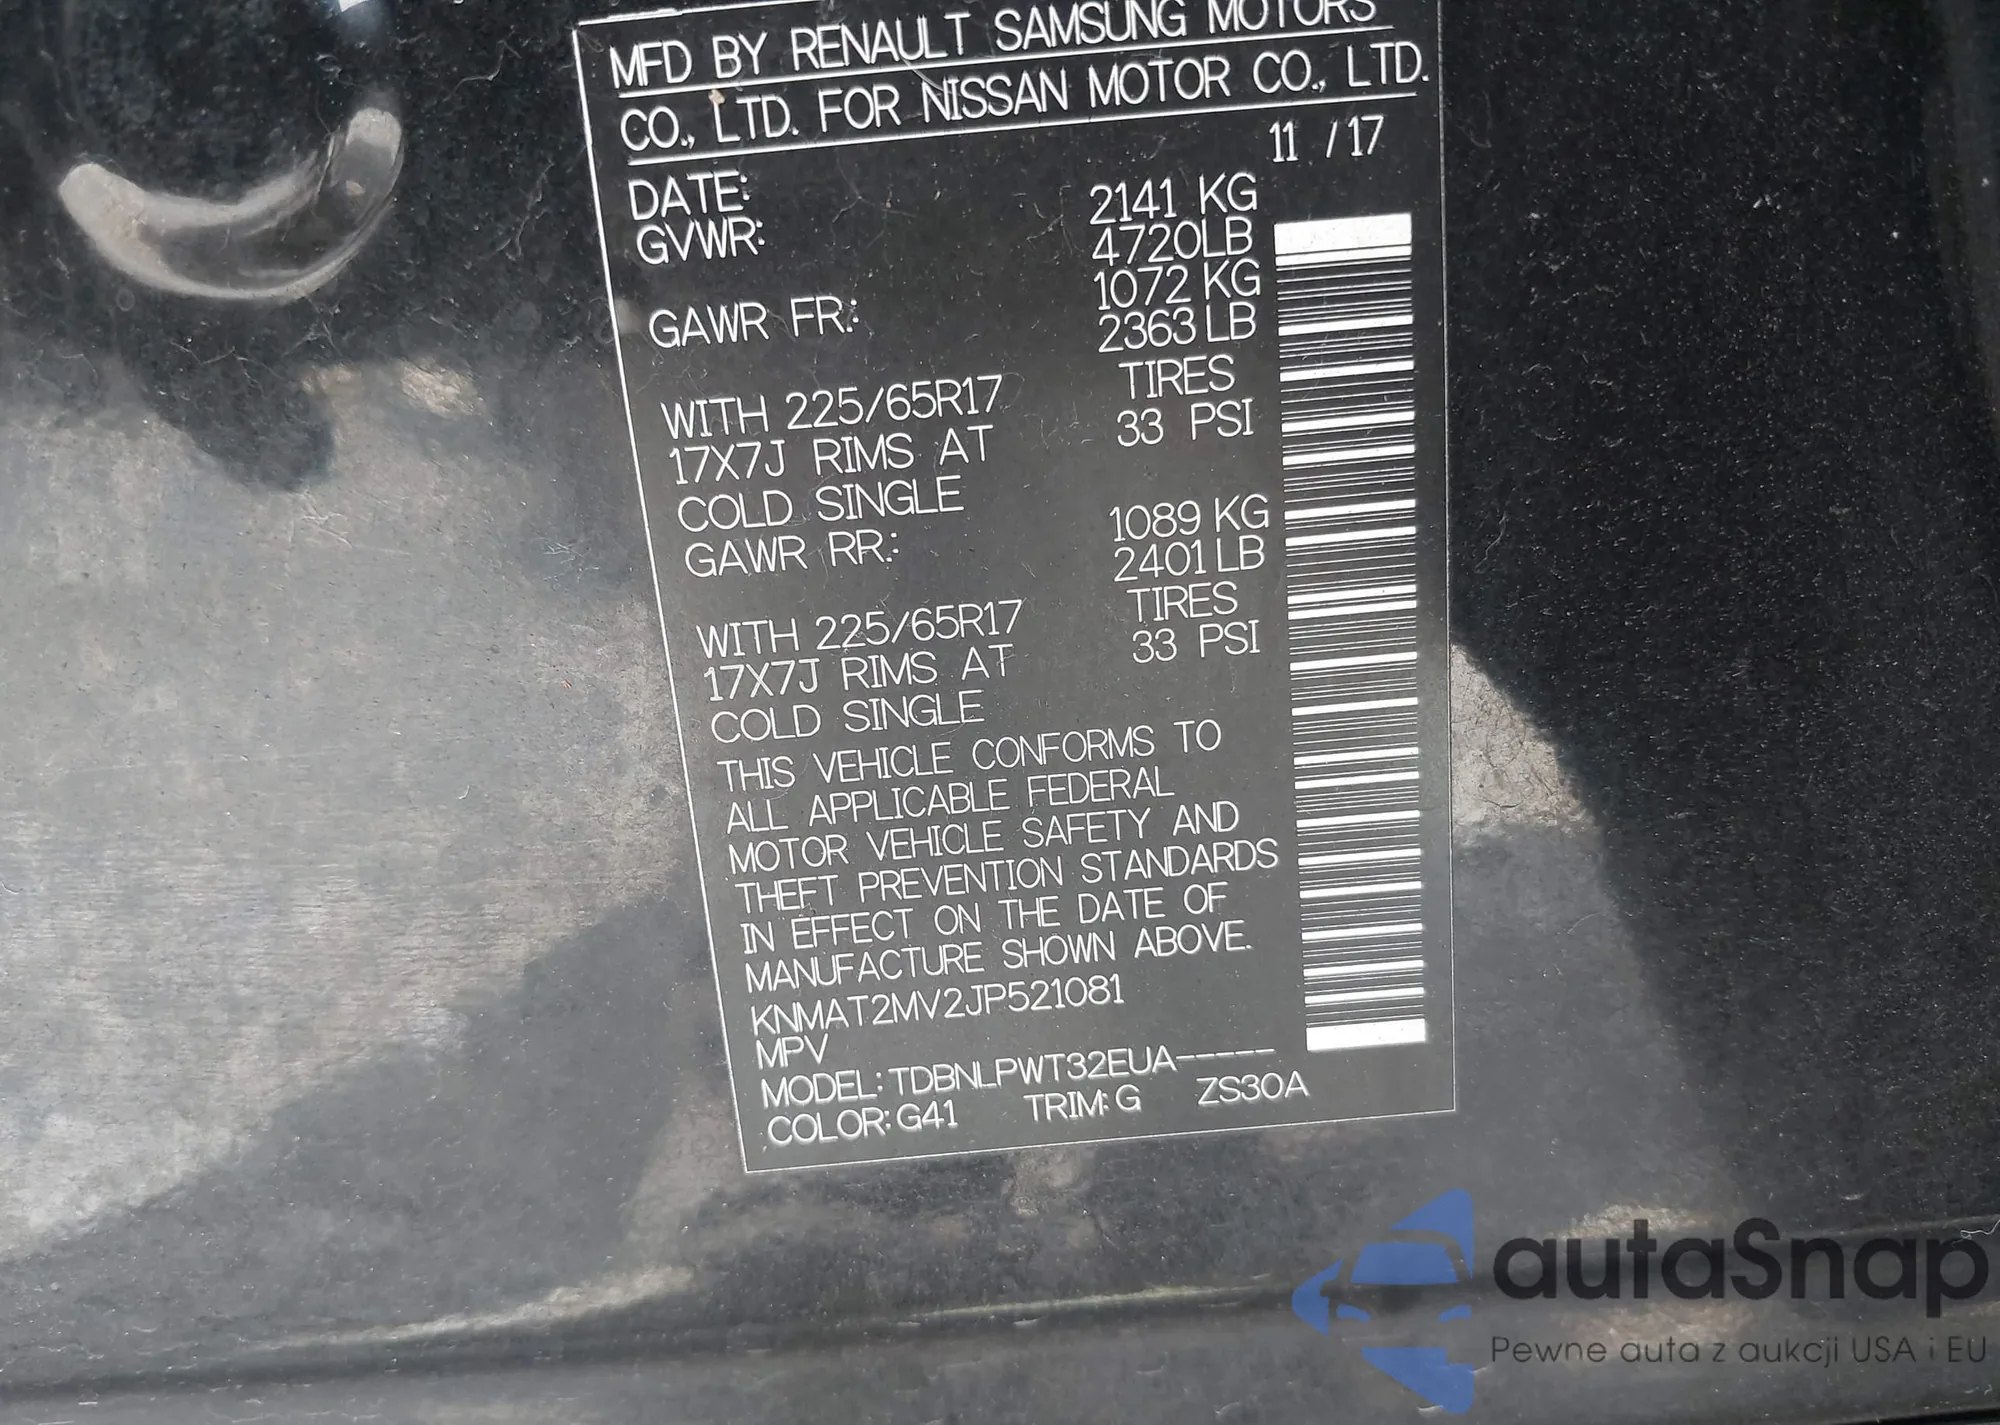 MFD BY RENAULT SAMSUNG MOTORS
CO., LTD. FOR NISSAN MOTOR CO., LTD.
DATE: 11 / 17
GVWR: 2141 KG
4720LB
GAWR FR.: 1072 KG
2363 LB
WITH 225/65R17 TIRES
17X7J RIMS AT 33 PSI
COLD SINGLE
GAWR RR.: 1089 KG
2401 LB
WITH 225/65R17 TIRES
17X7J RIMS AT 33 PSI
COLD SINGLE
THIS VEHICLE CONFORMS TO
ALL APPLICABLE FEDERAL
MOTOR VEHICLE SAFETY AND
THEFT PREVENTION STANDARDS
IN EFFECT ON THE DATE OF
MANUFACTURE SHOWN ABOVE.
KNMAT2MV2JP521081
MPV
MODEL: TDBNLPWT32EUA-----
COLOR: G41 TRIM: G ZS30A
autaSnap
Pewne auta z aukcji USA i EU